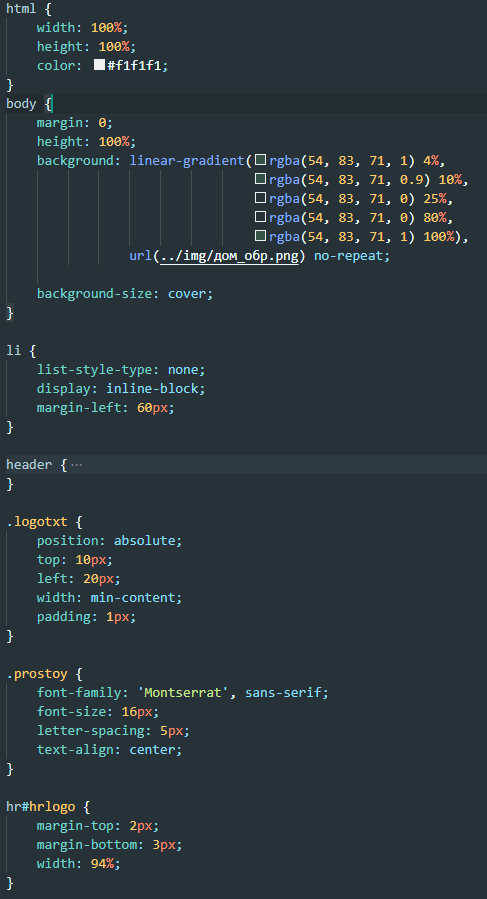 html {
    width: 100%;
    height: 100%;
    color: #f1f1f1;
}
body {
    margin: 0;
    height: 100%;
    background: linear-gradient(rgba(54, 83, 71, 1) 4%,
                                rgba(54, 83, 71, 0.9) 10%,
                                rgba(54, 83, 71, 0) 25%,
                                rgba(54, 83, 71, 0) 80%,
                                rgba(54, 83, 71, 1) 100%),
                url(../img/дом_обр.png) no-repeat;
    background-size: cover;
}
li {
    list-style-type: none;
    display: inline-block;
    margin-left: 60px;
}
header {···
}
.logotxt {
    position: absolute;
    top: 10px;
    left: 20px;
    width: min-content;
    padding: 1px;
}
.prostoy {
    font-family: 'Montserrat', sans-serif;
    font-size: 16px;
    letter-spacing: 5px;
    text-align: center;
}
hr#hrlogo {
    margin-top: 2px;
    margin-bottom: 3px;
    width: 94%;
}